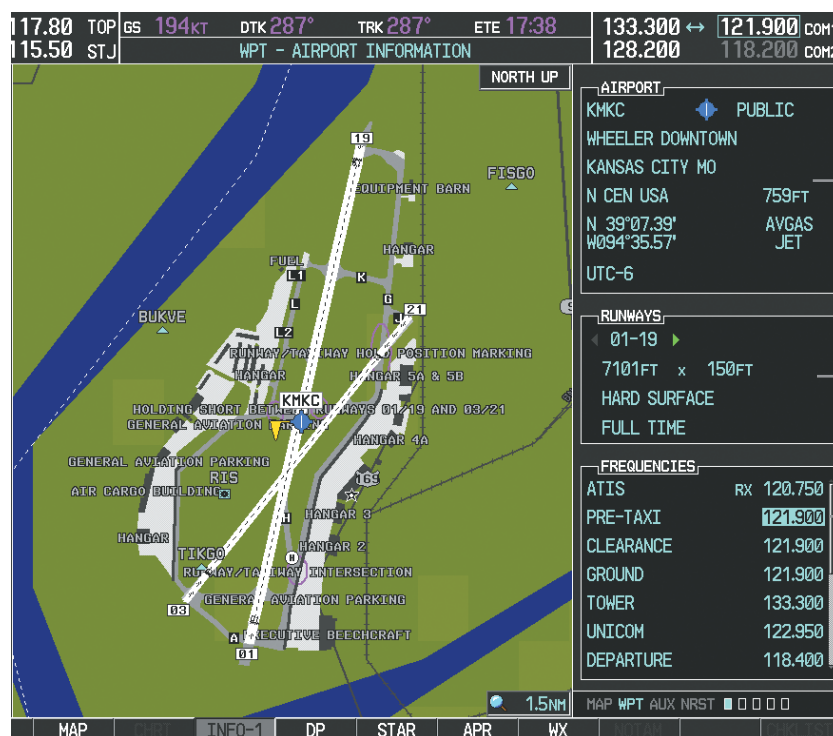 117.80 TOP GS 194KT DTK 287° TRK 287° ETE 17:38 133.300 ↔ 121.900 COM1
115.50 STJ WPT - AIRPORT INFORMATION 128.200 118.200 COM2
NORTH UP
19
FISGO
EQUIPMENT BARN
HANGAR
FUEL
L1
K
L
G
21
J
BUKVE
L2
RUNWAY/TAXIWAY HOLD POSITION MARKING
HANGAR
HANGAR 5A & 5B
KMKC
HOLDING SHORT BETWEEN RUNWAYS 01/19 AND 03/21
GENERAL AVIATION PARKING
HANGAR 4A
GENERAL AVIATION PARKING
RIS
169
AIR CARGO BUILDING
HANGAR 3
H
HANGAR
HANGAR 2
TIKGO
H
RUNWAY/TAXIWAY INTERSECTION
GENERAL AVIATION PARKING
03
A
EXECUTIVE BEECHCRAFT
01
1.5NM
AIRPORT
KMKC PUBLIC
WHEELER DOWNTOWN
KANSAS CITY MO
N CEN USA 759FT
N 39°07.39' AVGAS
W094°35.57' JET
UTC-6
RUNWAYS
01-19
7101FT x 150FT
HARD SURFACE
FULL TIME
FREQUENCIES
ATIS RX 120.750
PRE-TAXI 121.900
CLEARANCE 121.900
GROUND 121.900
TOWER 133.300
UNICOM 122.950
DEPARTURE 118.400
MAP WPT AUX NRST
MAP CHRT INFO-1 DP STAR APR WX NOTAM CHKLIST